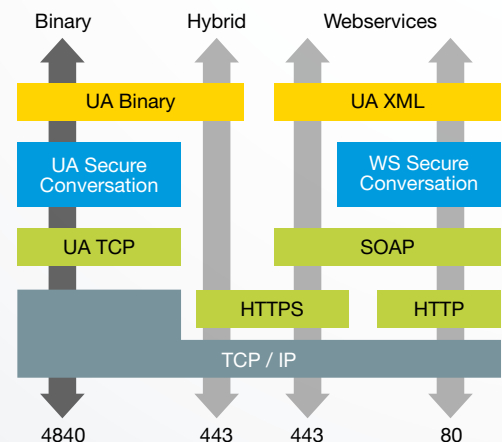 Binary
Hybrid
Webservices
UA Binary
UA XML
UA Secure
Conversation
WS Secure
Conversation
UA TCP
SOAP
HTTPS
HTTP
TCP / IP
4840
443
443
80